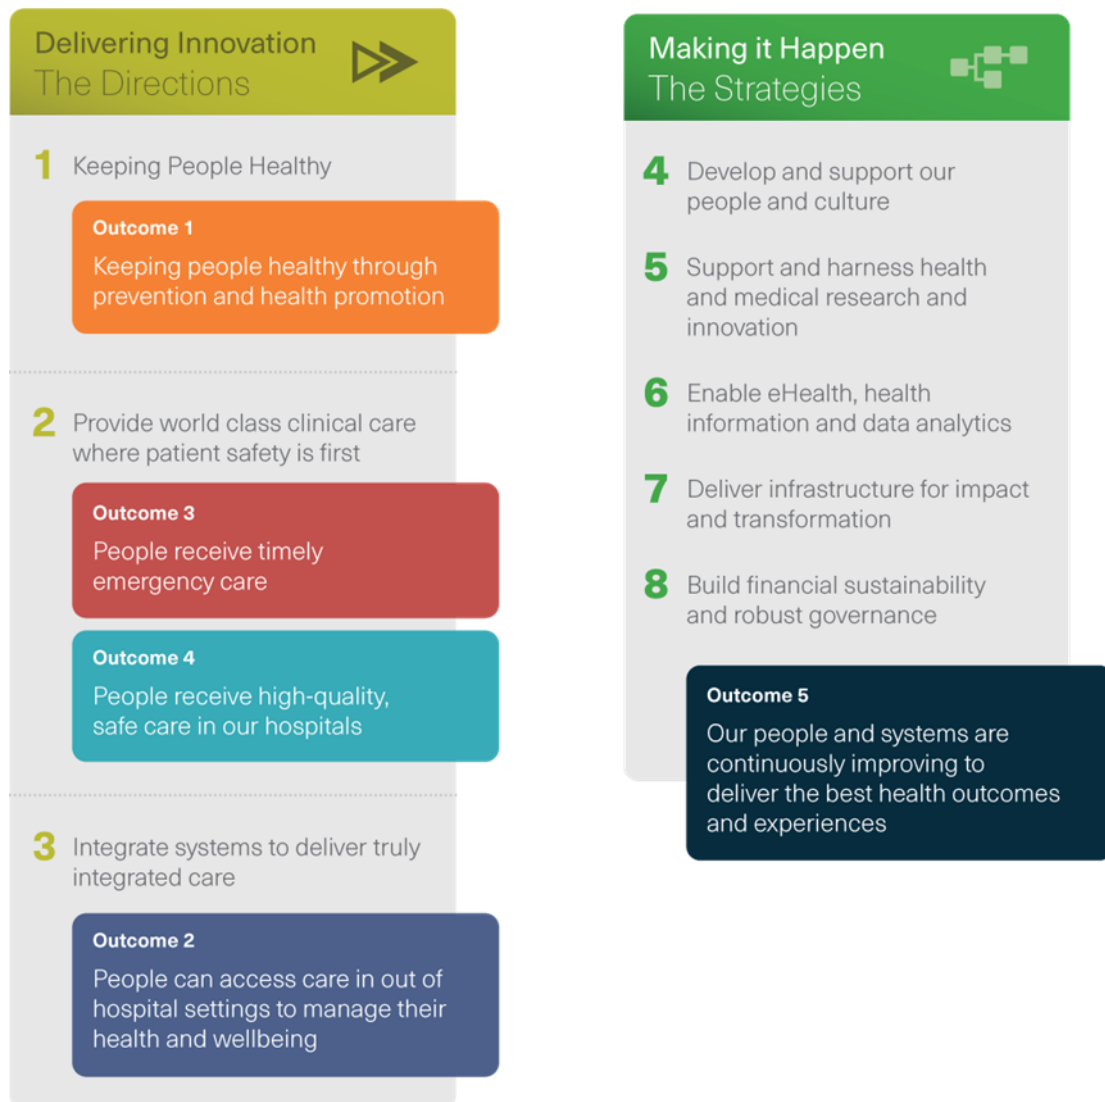 Delivering Innovation
The Directions
1 Keeping People Healthy
Outcome 1
Keeping people healthy through
prevention and health promotion
2 Provide world class clinical care
where patient safety is first
Outcome 3
People receive timely
emergency care
Outcome 4
People receive high-quality,
safe care in our hospitals
3 Integrate systems to deliver truly
integrated care
Outcome 2
People can access care in out of
hospital settings to manage their
health and wellbeing
Making it Happen
The Strategies
4 Develop and support our
people and culture
5 Support and harness health
and medical research and
innovation
6 Enable eHealth, health
information and data analytics
7 Deliver infrastructure for impact
and transformation
8 Build financial sustainability
and robust governance
Outcome 5
Our people and systems are
continuously improving to
deliver the best health outcomes
and experiences